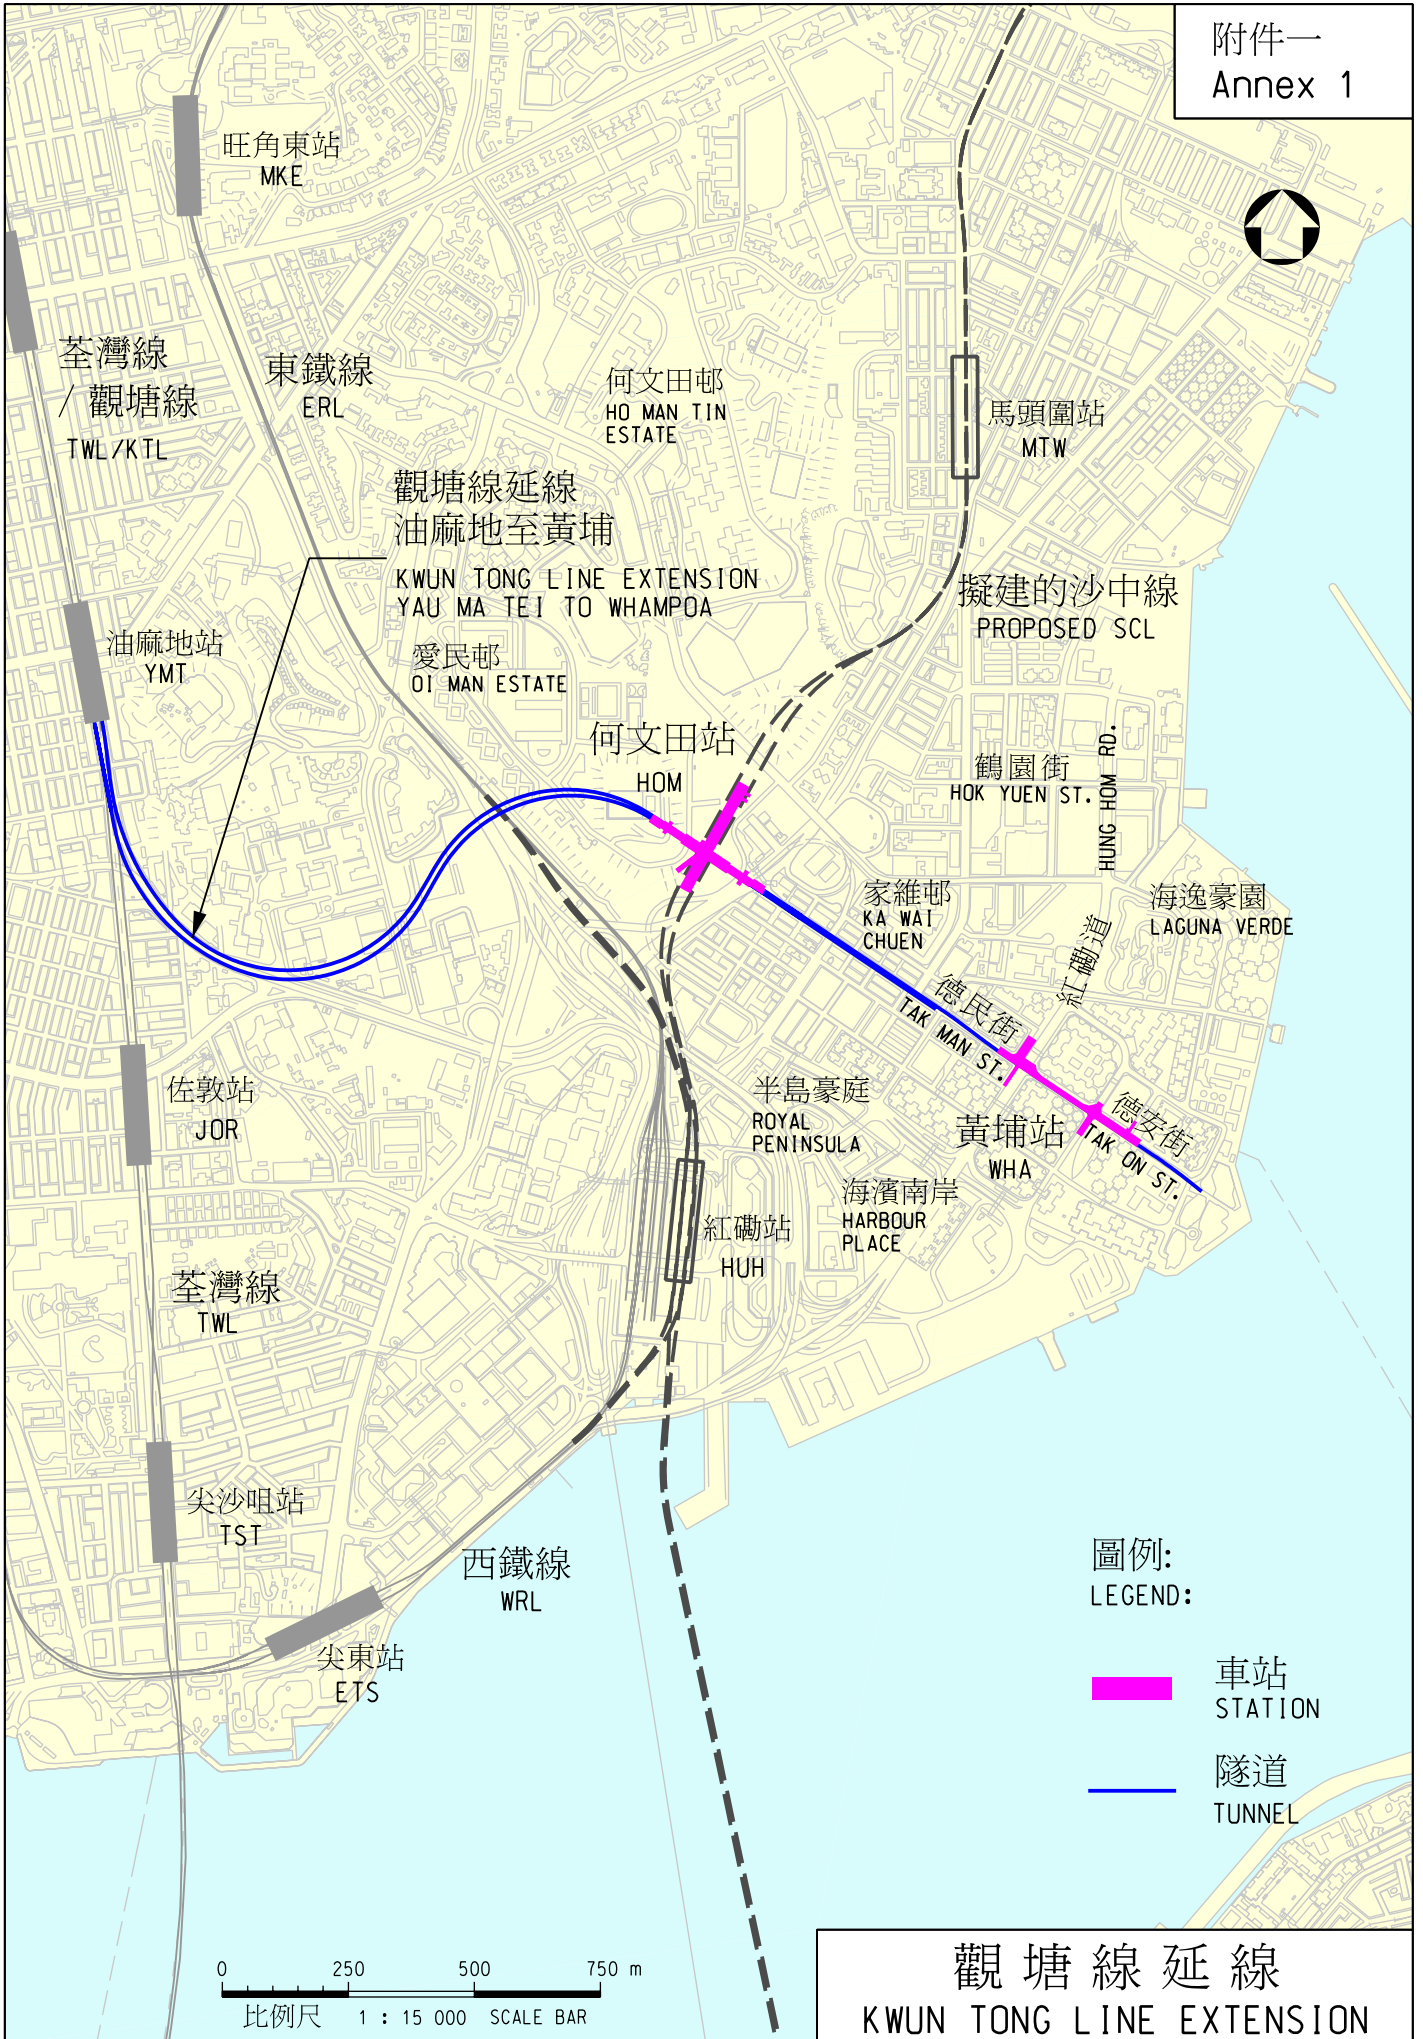 附件一
Annex 1
旺角東站
MKE
荃灣線
/ 觀塘線
TWL/KTL
東鐵線
ERL
何文田邨
HO MAN TIN
ESTATE
馬頭圍站
MTW
觀塘線延線
油麻地至黃埔
KWUN TONG LINE EXTENSION
YAU MA TEI TO WHAMPOA
擬建的沙中線
PROPOSED SCL
油麻地站
YMT
愛民邨
OI MAN ESTATE
何文田站
HOM
鶴園街
HOK YUEN ST.
HUNG HOM RD.
紅磡道
家維邨
KA WAI
CHUEN
海逸豪園
LAGUNA VERDE
德民街
TAK MAN ST.
佐敦站
JOR
半島豪庭
ROYAL
PENINSULA
黃埔站
WHA
德安街
TAK ON ST.
海濱南岸
HARBOUR
PLACE
紅磡站
HUH
荃灣線
TWL
尖沙咀站
TST
西鐵線
WRL
尖東站
ETS
圖例:
LEGEND:
車站
STATION
隧道
TUNNEL
0 250 500 750 m
比例尺 1 : 15 000 SCALE BAR
觀塘線延線
KWUN TONG LINE EXTENSION